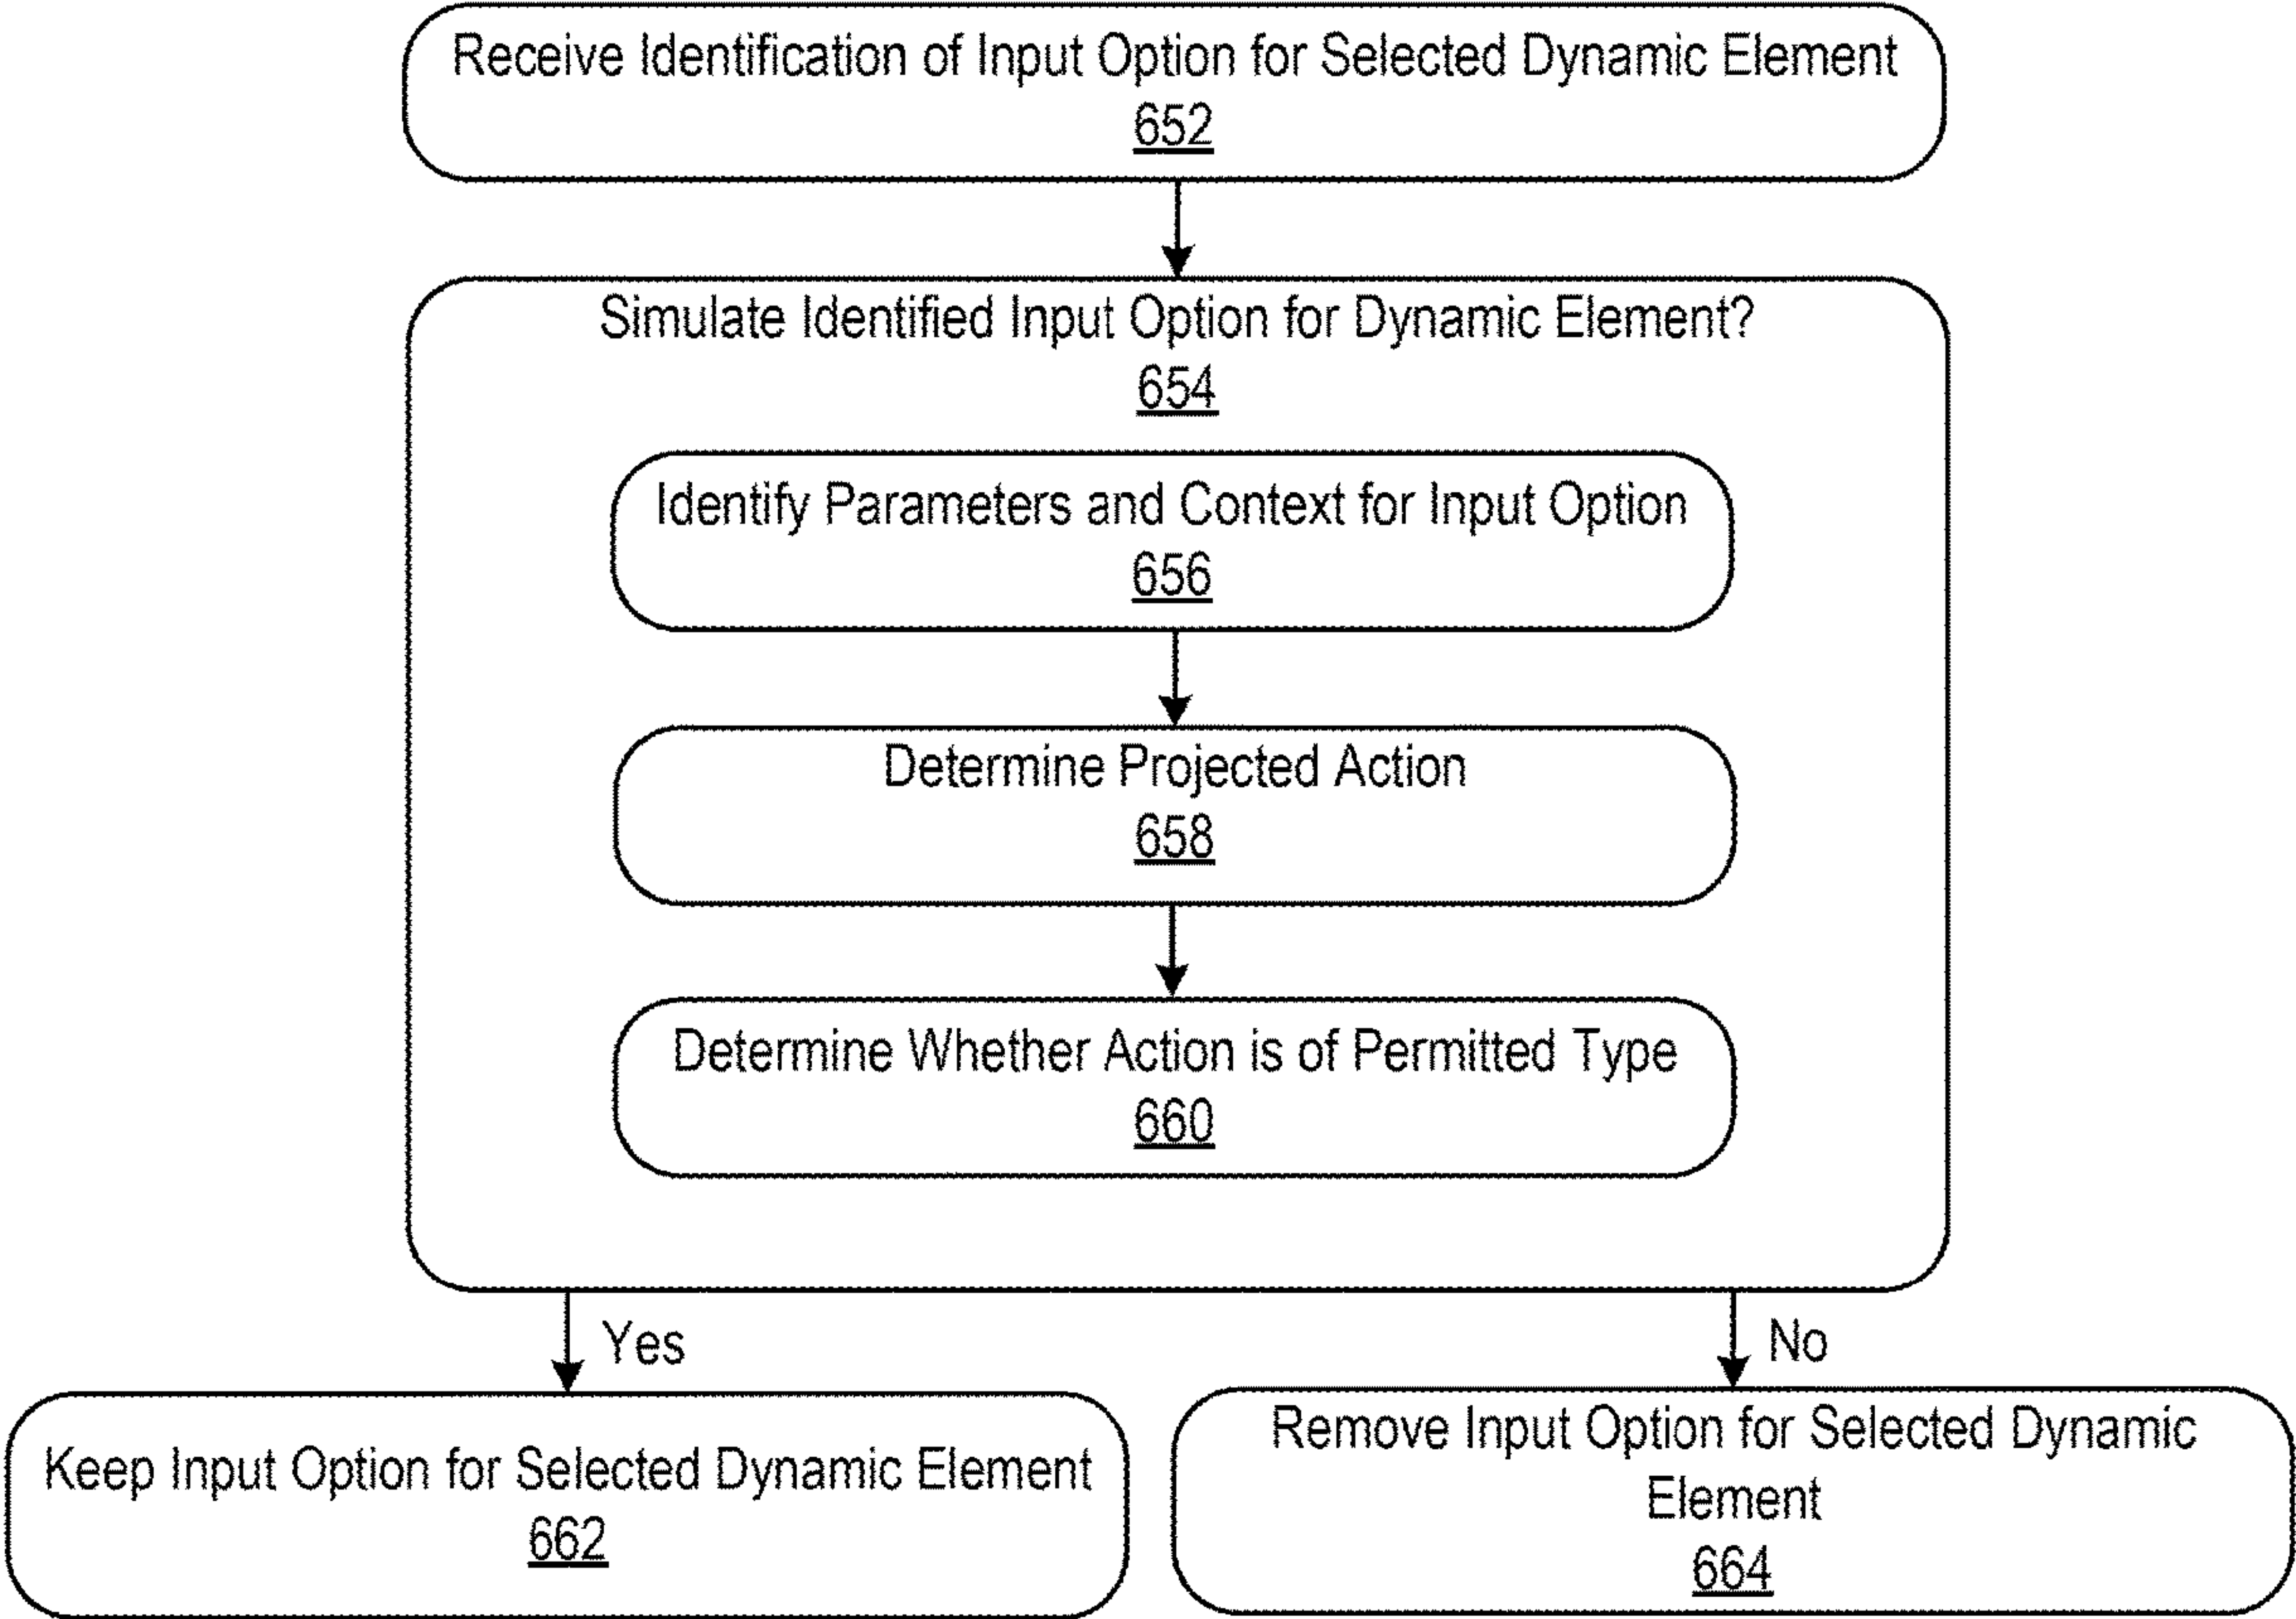 Receive Identification of Input Option for Selected Dynamic Element
652
Simulate Identified Input Option for Dynamic Element?
654
Identify Parameters and Context for Input Option
656
Determine Projected Action
658
Determine Whether Action is of Permitted Type
660
Yes
No
Keep Input Option for Selected Dynamic Element
662
Remove Input Option for Selected Dynamic
Element
664